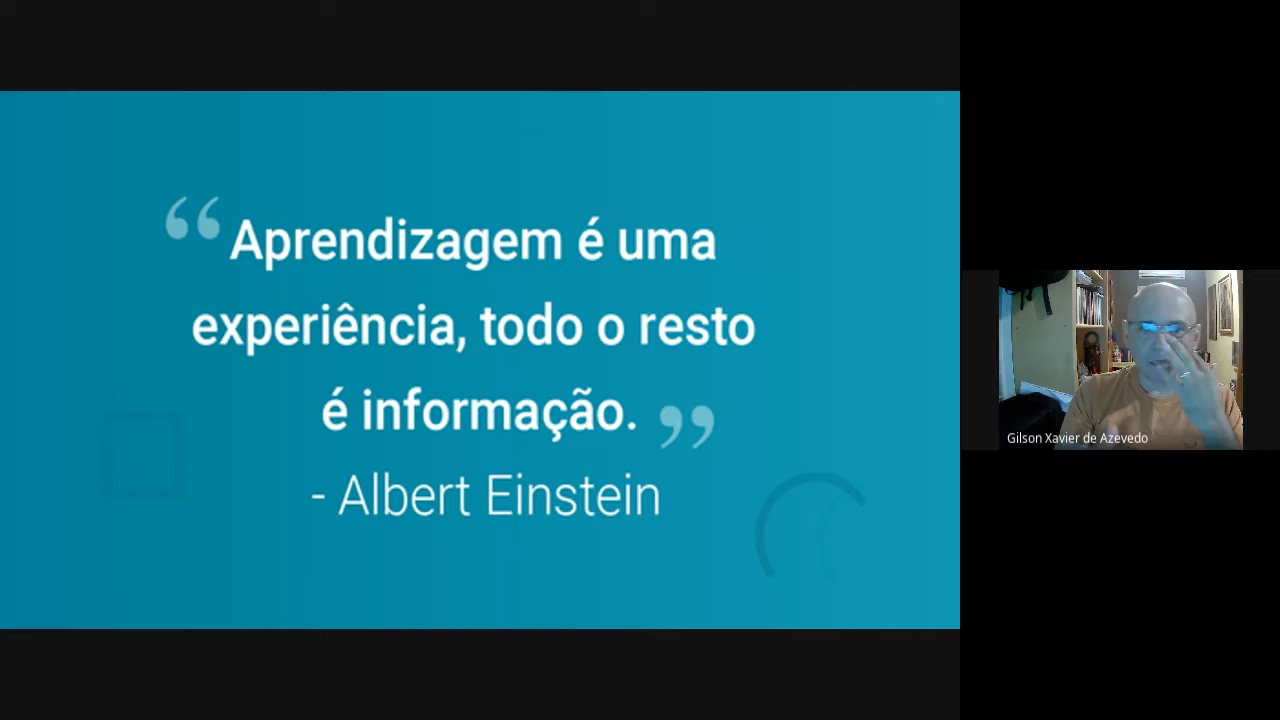 “Aprendizagem é uma
experiência, todo o resto
é informação.”
- Albert Einstein
Gilson Xavier de Azevedo